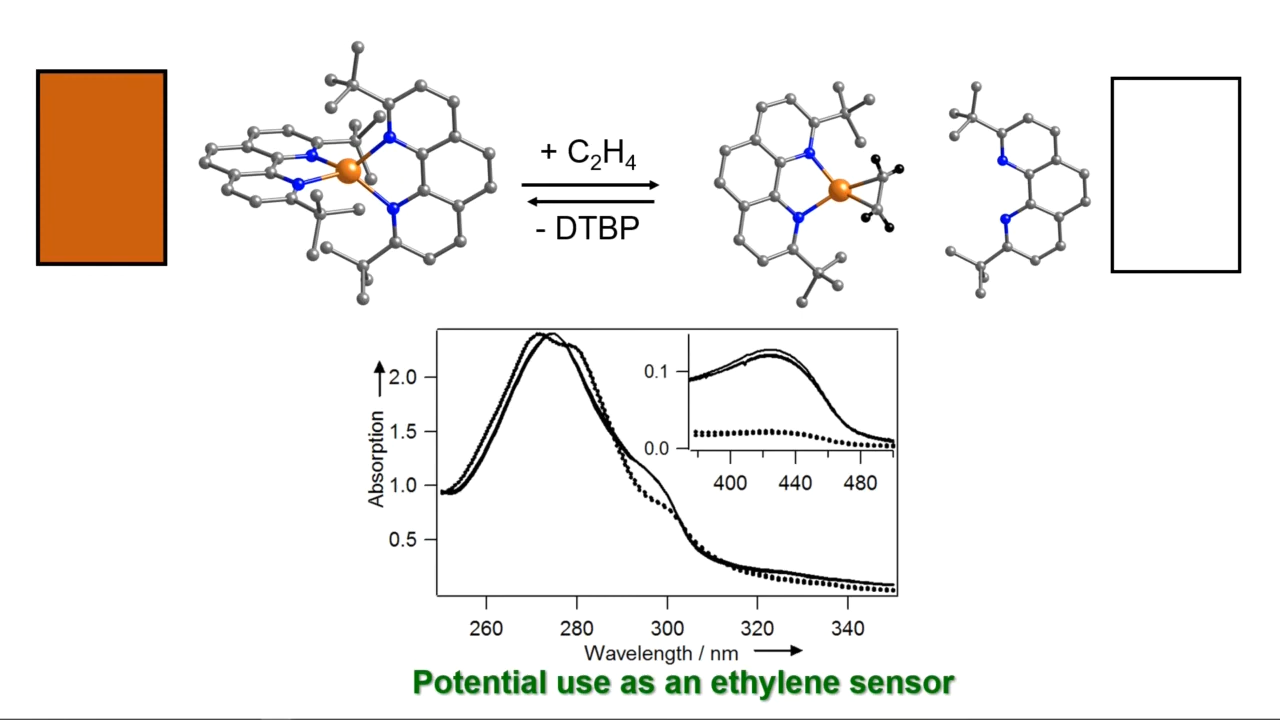 + C₂H₄
- DTBP
Absorption
2.0
1.5
1.0
0.5
0.1
0.0
400 440 480
260 280 300 320 340
Wavelength / nm
Potential use as an ethylene sensor